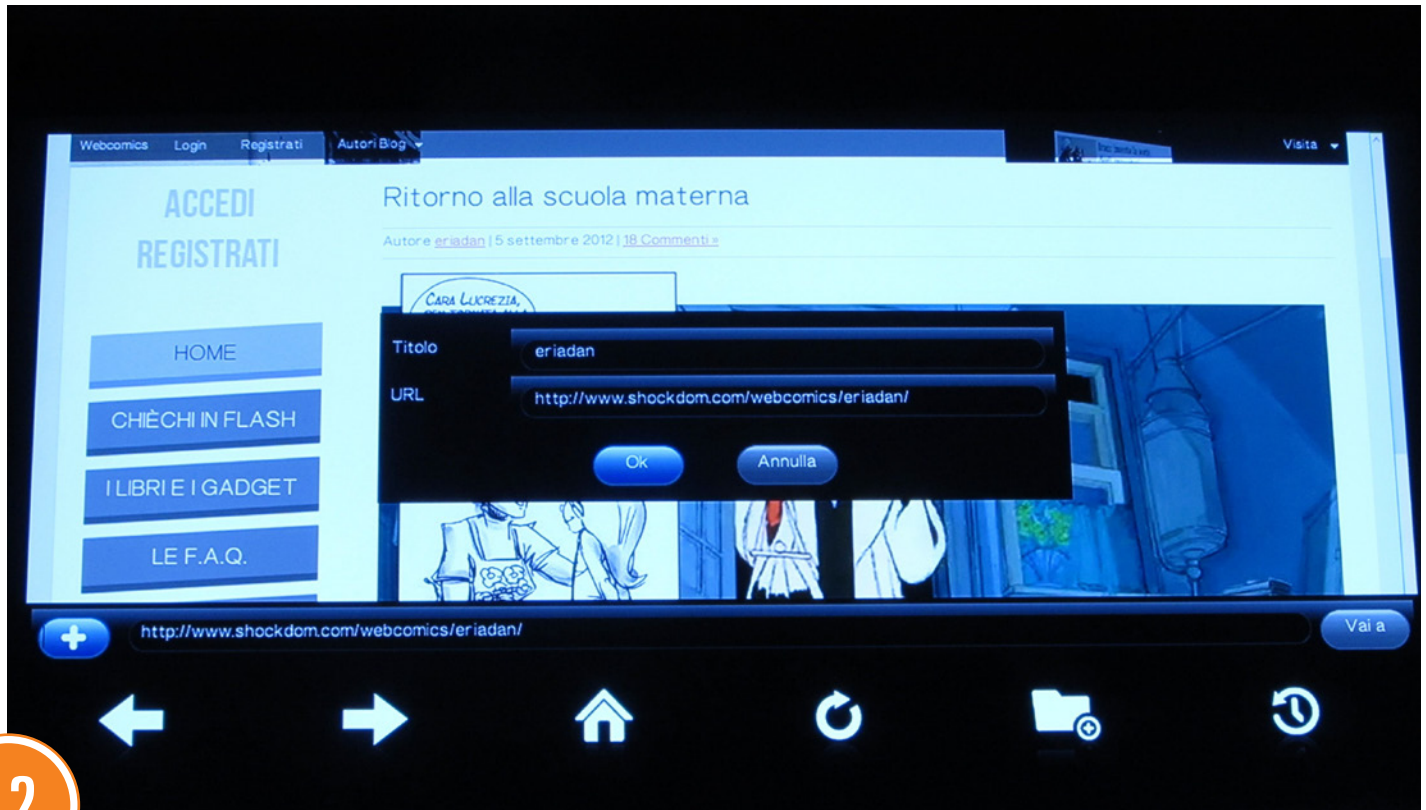 Webcomics Login Registrati Autori Blog Visita
ACCEDI
REGISTRATI
Ritorno alla scuola materna
Autore eriadan | 5 settembre 2012 | 18 Commenti »
CARA LUCREZIA,
HOME
CHIÈCHI IN FLASH
I LIBRI E I GADGET
LE F.A.Q.
Titolo eriadan
URL http://www.shockdom.com/webcomics/eriadan/
Ok Annulla
http://www.shockdom.com/webcomics/eriadan/ Vai a
2